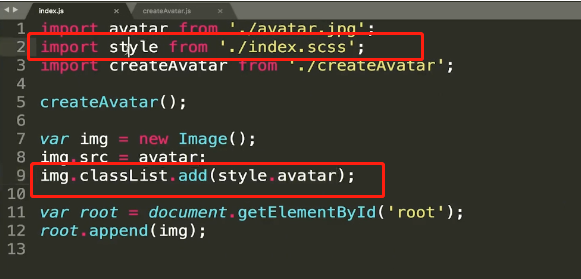 index.js × createAvatar.js ×
1 import avatar from './avatar.jpg';
2 import style from './index.scss';
3 import createAvatar from './createAvatar';
4
5 createAvatar();
6
7 var img = new Image();
8 img.src = avatar;
9 img.classList.add(style.avatar);
10
11 var root = document.getElementById('root');
12 root.append(img);
13